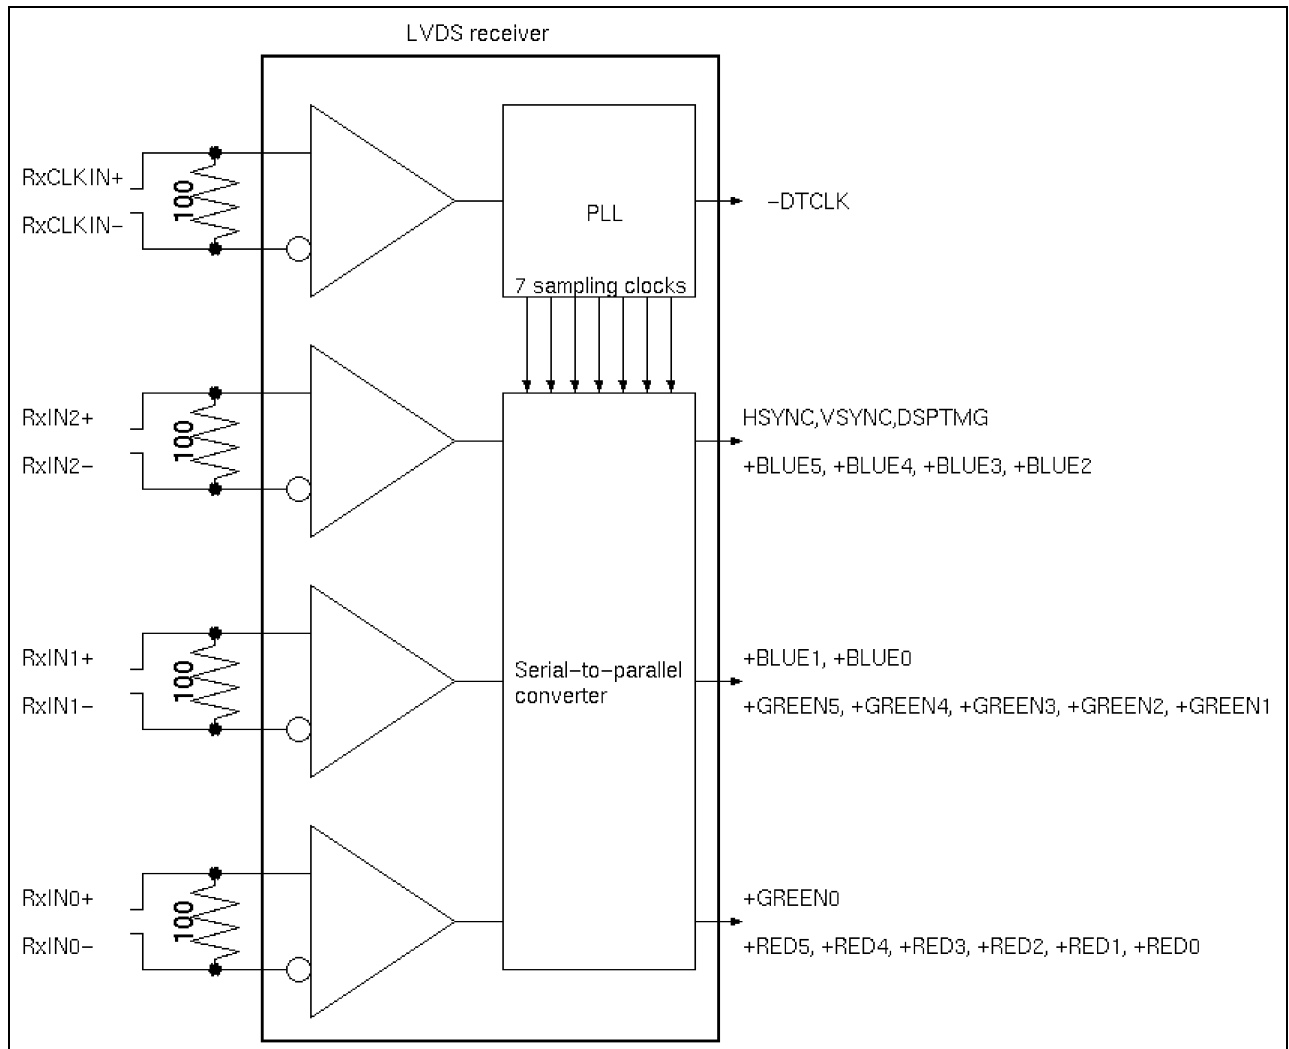 LVDS receiver
RxCLKIN+
RxCLKIN-
100
PLL
-DTCLK
7 sampling clocks
RxIN2+
RxIN2-
100
HSYNC,VSYNC,DSPTMG
+BLUE5, +BLUE4, +BLUE3, +BLUE2
RxIN1+
RxIN1-
100
Serial-to-parallel
converter
+BLUE1, +BLUE0
+GREEN5, +GREEN4, +GREEN3, +GREEN2, +GREEN1
RxIN0+
RxIN0-
100
+GREEN0
+RED5, +RED4, +RED3, +RED2, +RED1, +RED0